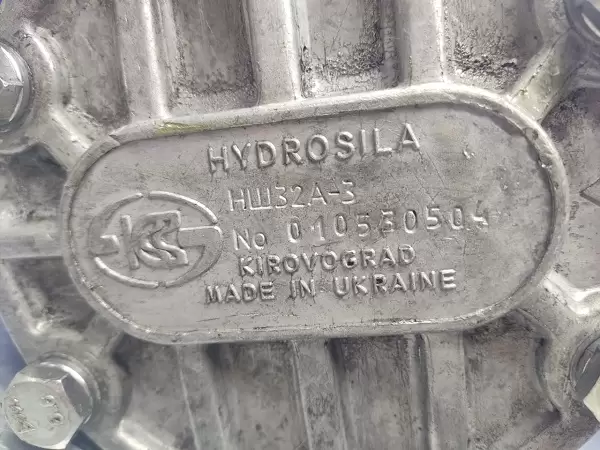 HYDROSILA
НШ32А-3
No 010530504
KIROVOGRAD
MADE IN UKRAINE